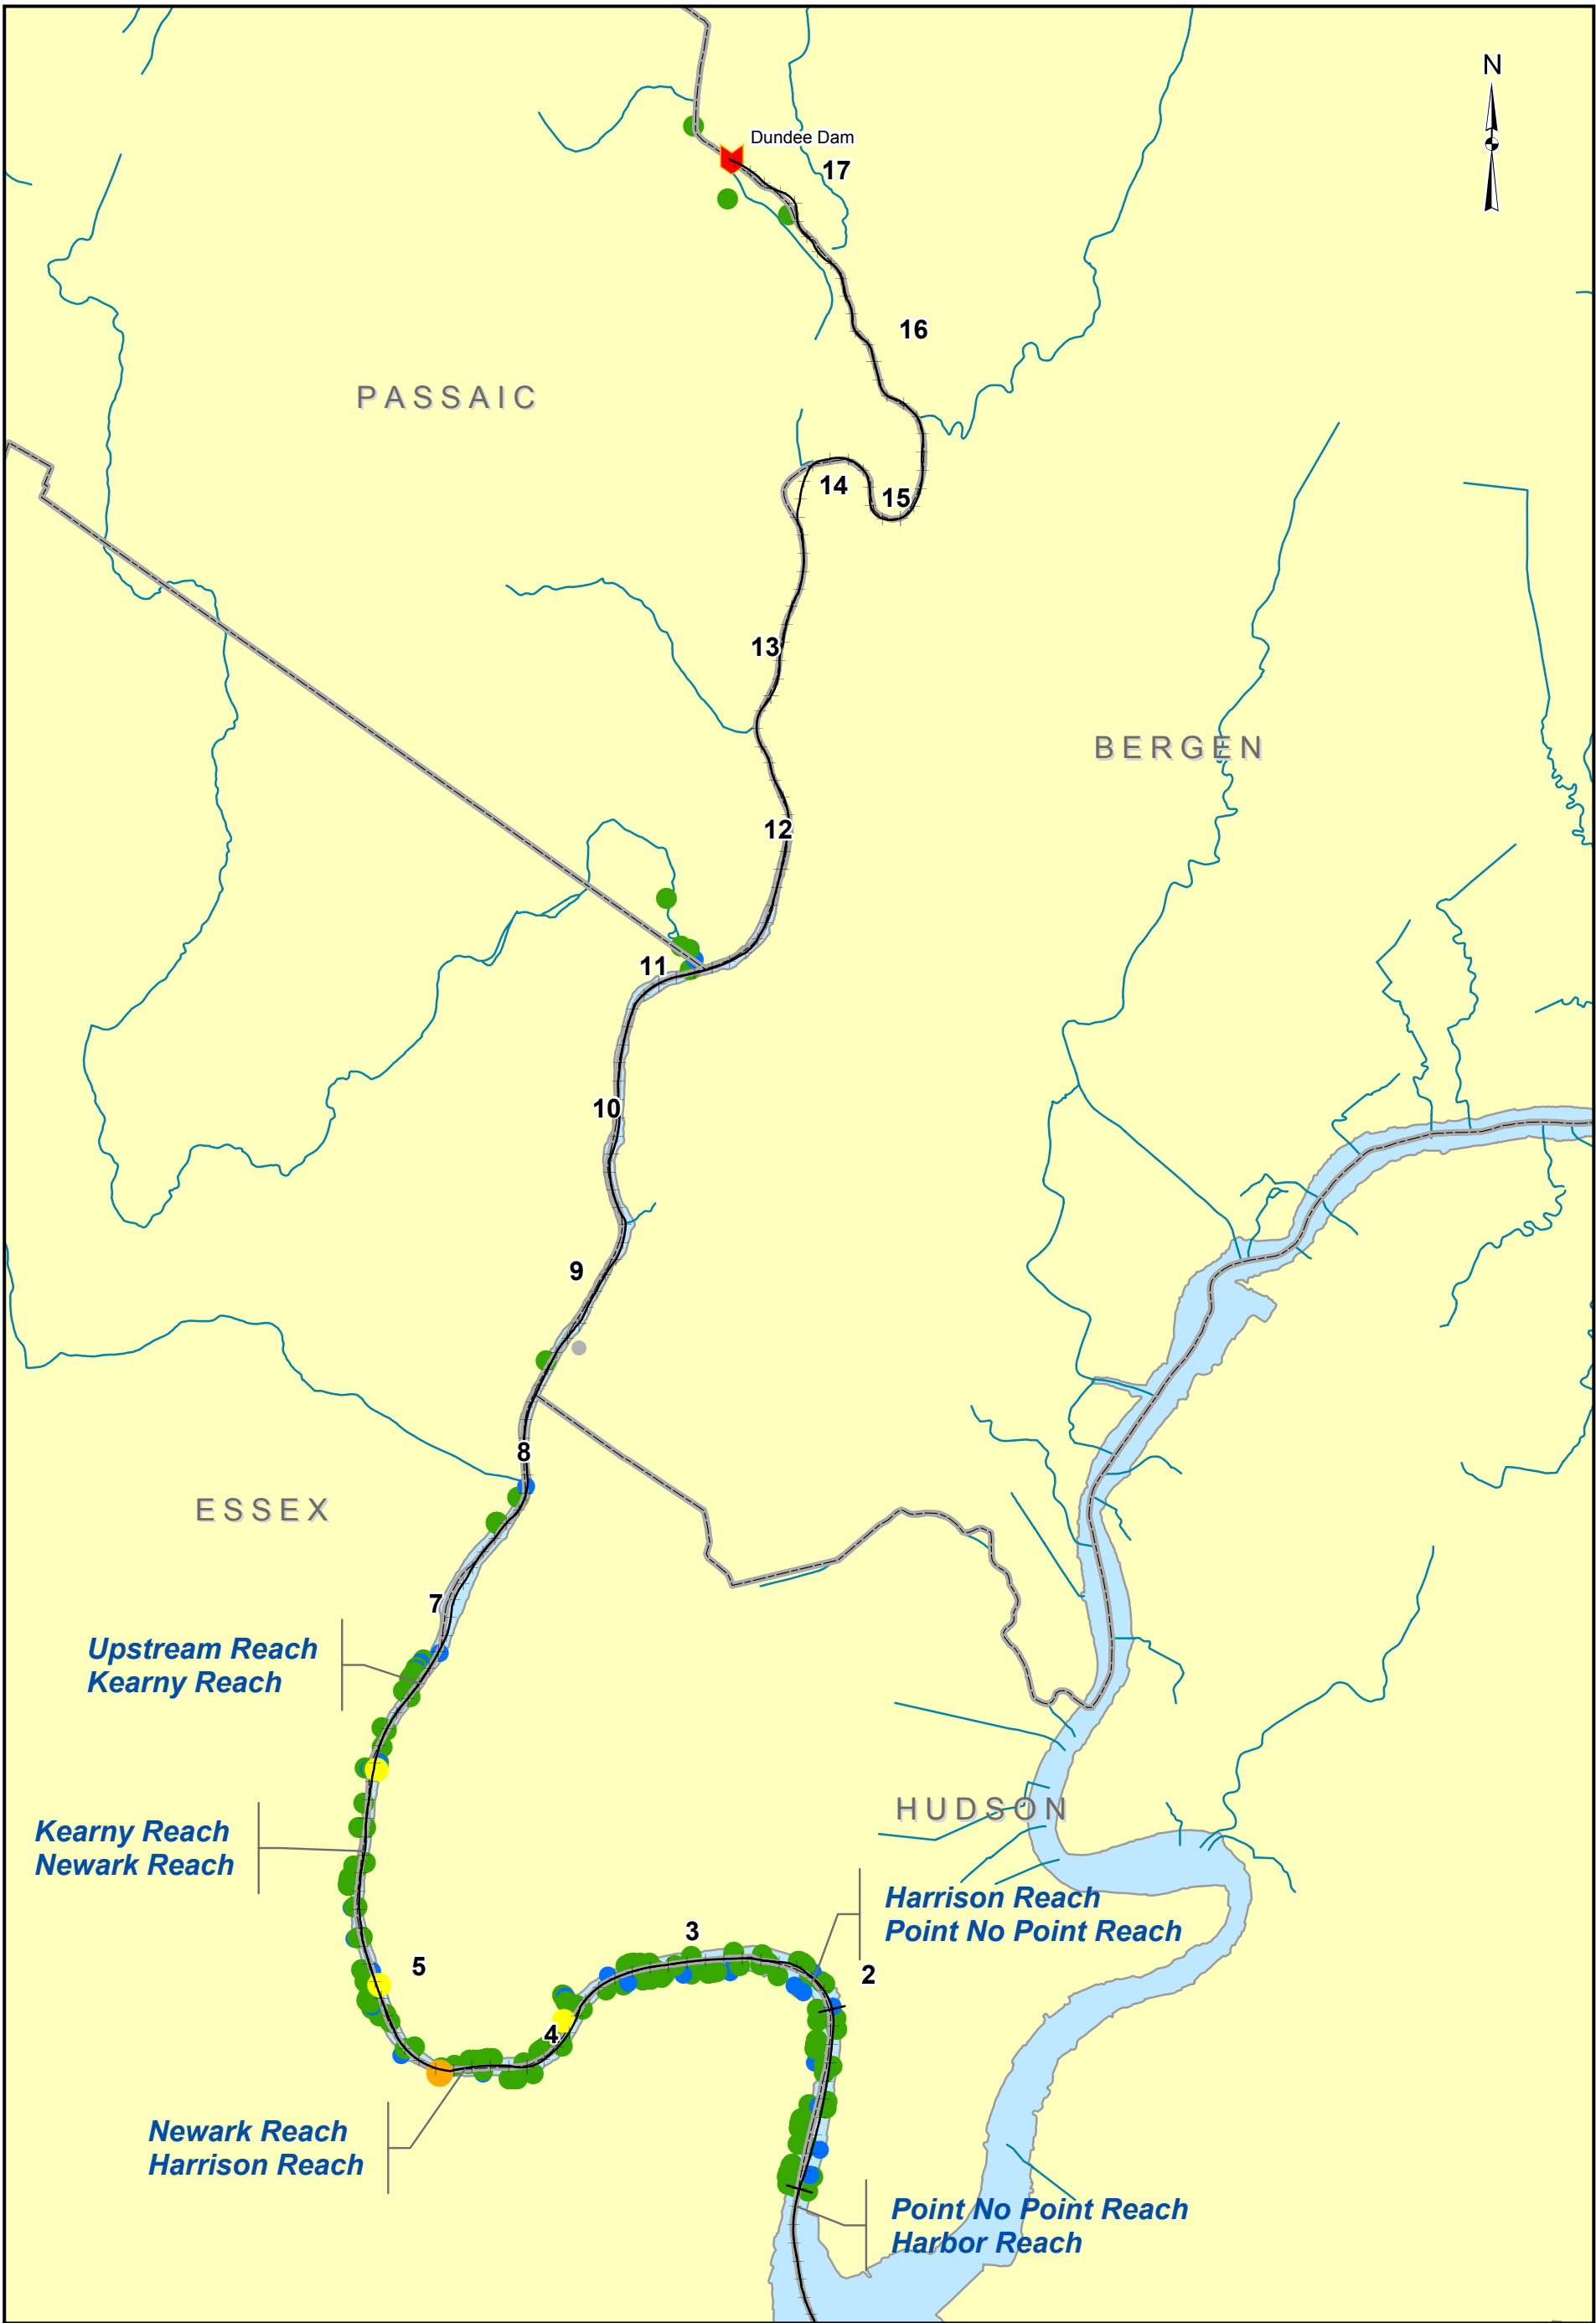 N
Dundee Dam
17
16
PASSAIC
14
15
13
BERGEN
12
11
10
9
8
ESSEX
7
Upstream Reach
Kearny Reach
HUDSON
Kearny Reach
Newark Reach
Harrison Reach
Point No Point Reach
3
5
2
4
Newark Reach
Harrison Reach
Point No Point Reach
Harbor Reach